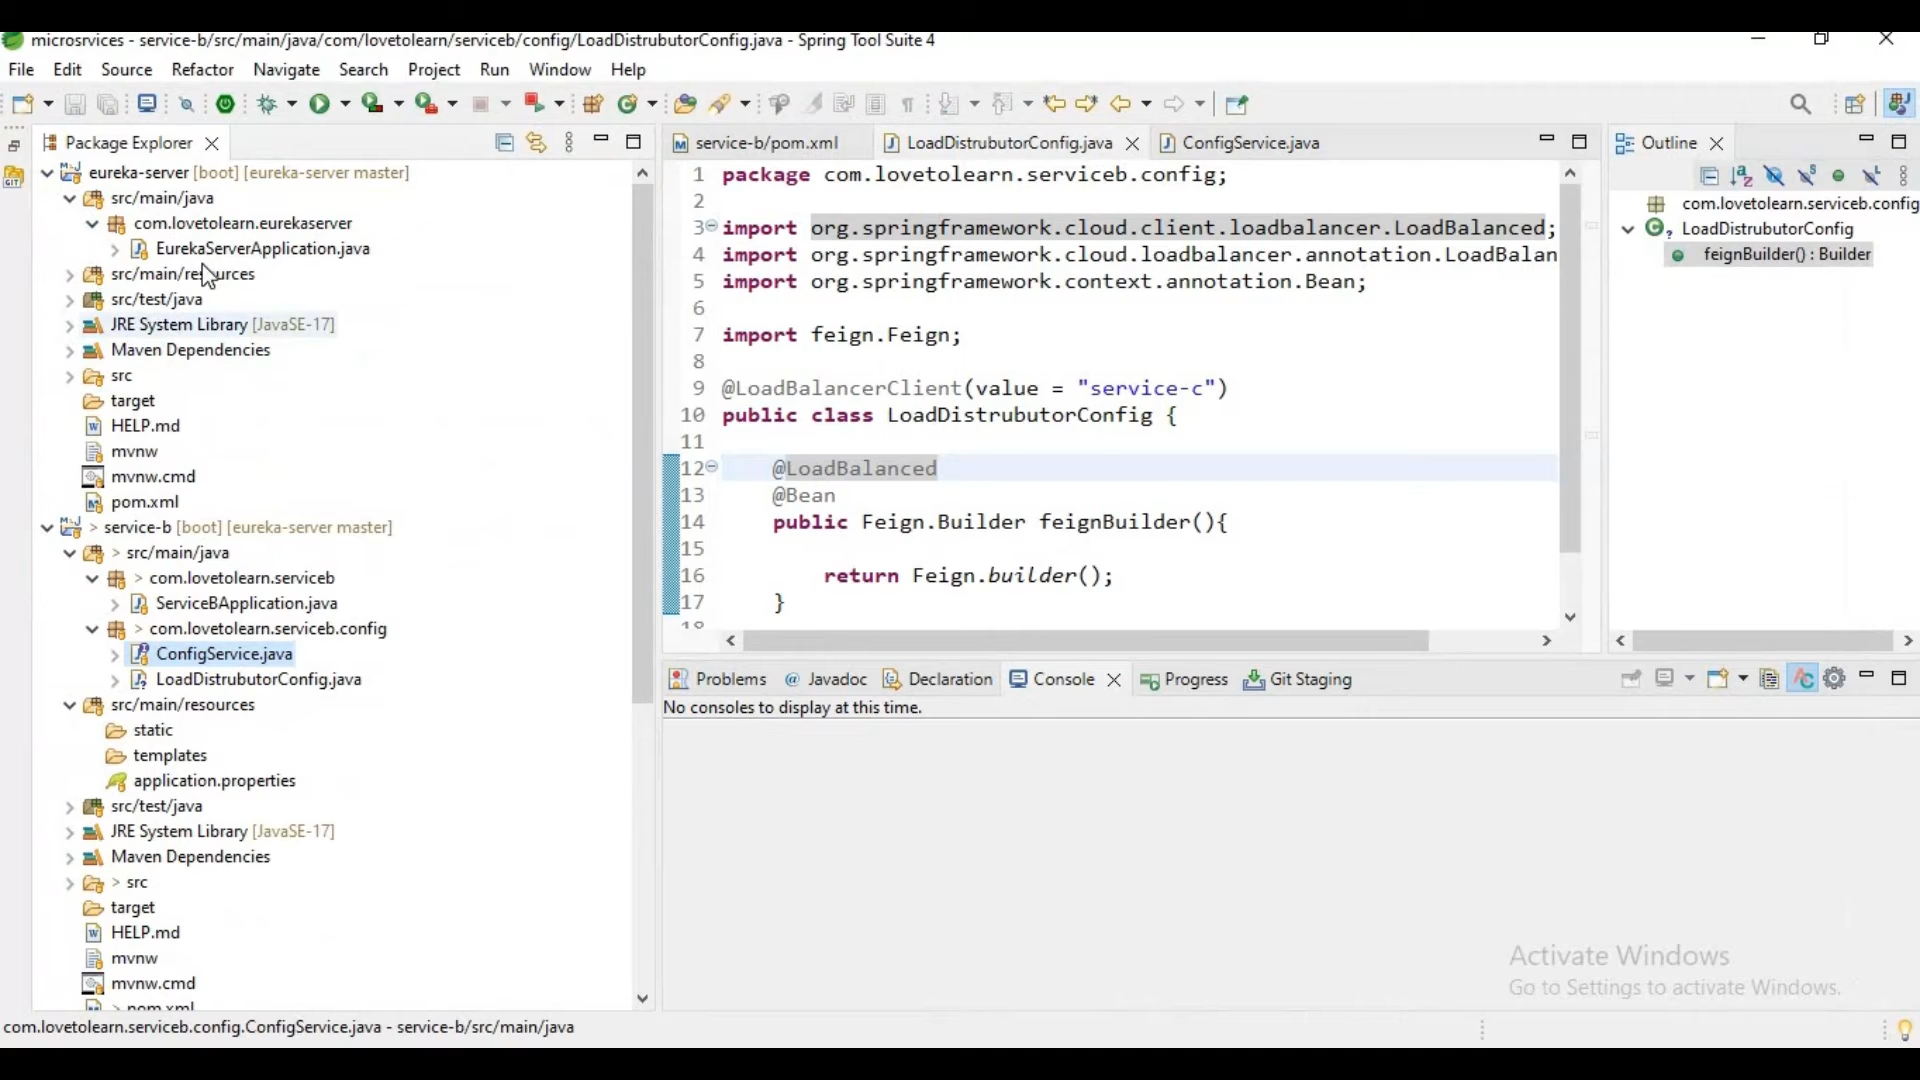 microsrvices - service-b/src/main/java/com/lovetolearn/serviceb/config/LoadDistrubutorConfig.java - Spring Tool Suite 4
File Edit Source Refactor Navigate Search Project Run Window Help
Package Explorer
eureka-server [boot] [eureka-server master]
src/main/java
com.lovetolearn.eurekaserver
EurekaServerApplication.java
src/main/resources
src/test/java
JRE System Library [JavaSE-17]
Maven Dependencies
src
target
HELP.md
mvnw
mvnw.cmd
pom.xml
> service-b [boot] [eureka-server master]
> src/main/java
> com.lovetolearn.serviceb
ServiceBApplication.java
> com.lovetolearn.serviceb.config
ConfigService.java
LoadDistrubutorConfig.java
src/main/resources
static
templates
application.properties
src/test/java
JRE System Library [JavaSE-17]
Maven Dependencies
> src
target
HELP.md
mvnw
mvnw.cmd
> pom.xml
service-b/pom.xml LoadDistrubutorConfig.java ConfigService.java
1 package com.lovetolearn.serviceb.config;
2
3 import org.springframework.cloud.client.loadbalancer.LoadBalanced;
4 import org.springframework.cloud.loadbalancer.annotation.LoadBalan
5 import org.springframework.context.annotation.Bean;
6
7 import feign.Feign;
8
9 @LoadBalancerClient(value = "service-c")
10 public class LoadDistrubutorConfig {
11
12 @LoadBalanced
13 @Bean
14 public Feign.Builder feignBuilder(){
15
16 return Feign.builder();
17 }
18
Outline
com.lovetolearn.serviceb.config
LoadDistrubutorConfig
feignBuilder() : Builder
Problems Javadoc Declaration Console Progress Git Staging
No consoles to display at this time.
Activate Windows
Go to Settings to activate Windows.
com.lovetolearn.serviceb.config.ConfigService.java - service-b/src/main/java